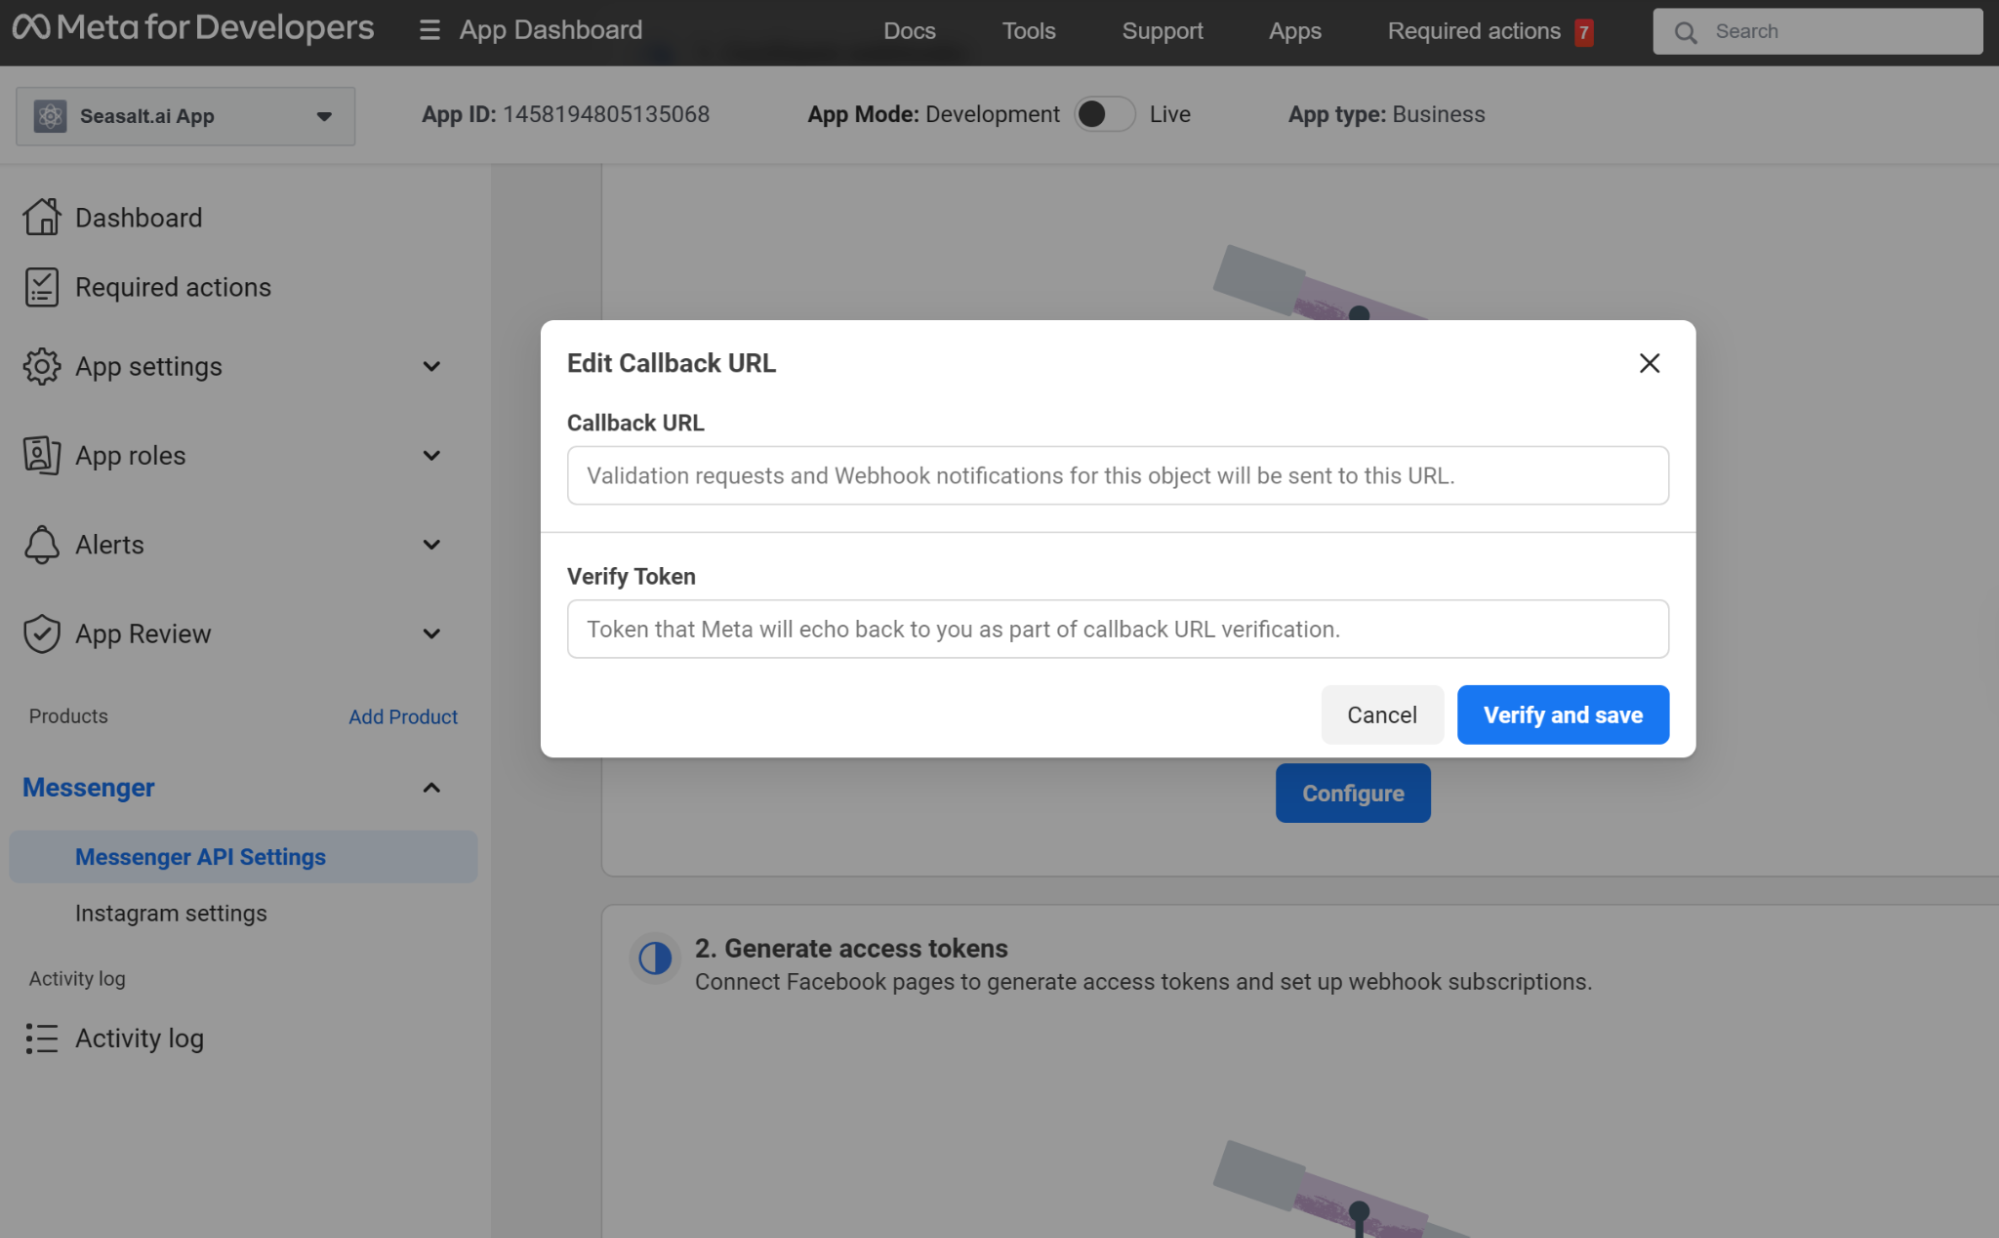 Meta for Developers
App Dashboard
Docs
Tools
Support
Apps
Required actions 7
Search
Seasalt.ai App
App ID: 1458194805135068
App Mode: Development
Live
App type: Business
Dashboard
Required actions
App settings
App roles
Alerts
App Review
Products
Add Product
Messenger
Messenger API Settings
Instagram settings
Activity log
Activity log
Edit Callback URL
Callback URL
Validation requests and Webhook notifications for this object will be sent to this URL.
Verify Token
Token that Meta will echo back to you as part of callback URL verification.
Cancel
Verify and save
Configure
2. Generate access tokens
Connect Facebook pages to generate access tokens and set up webhook subscriptions.